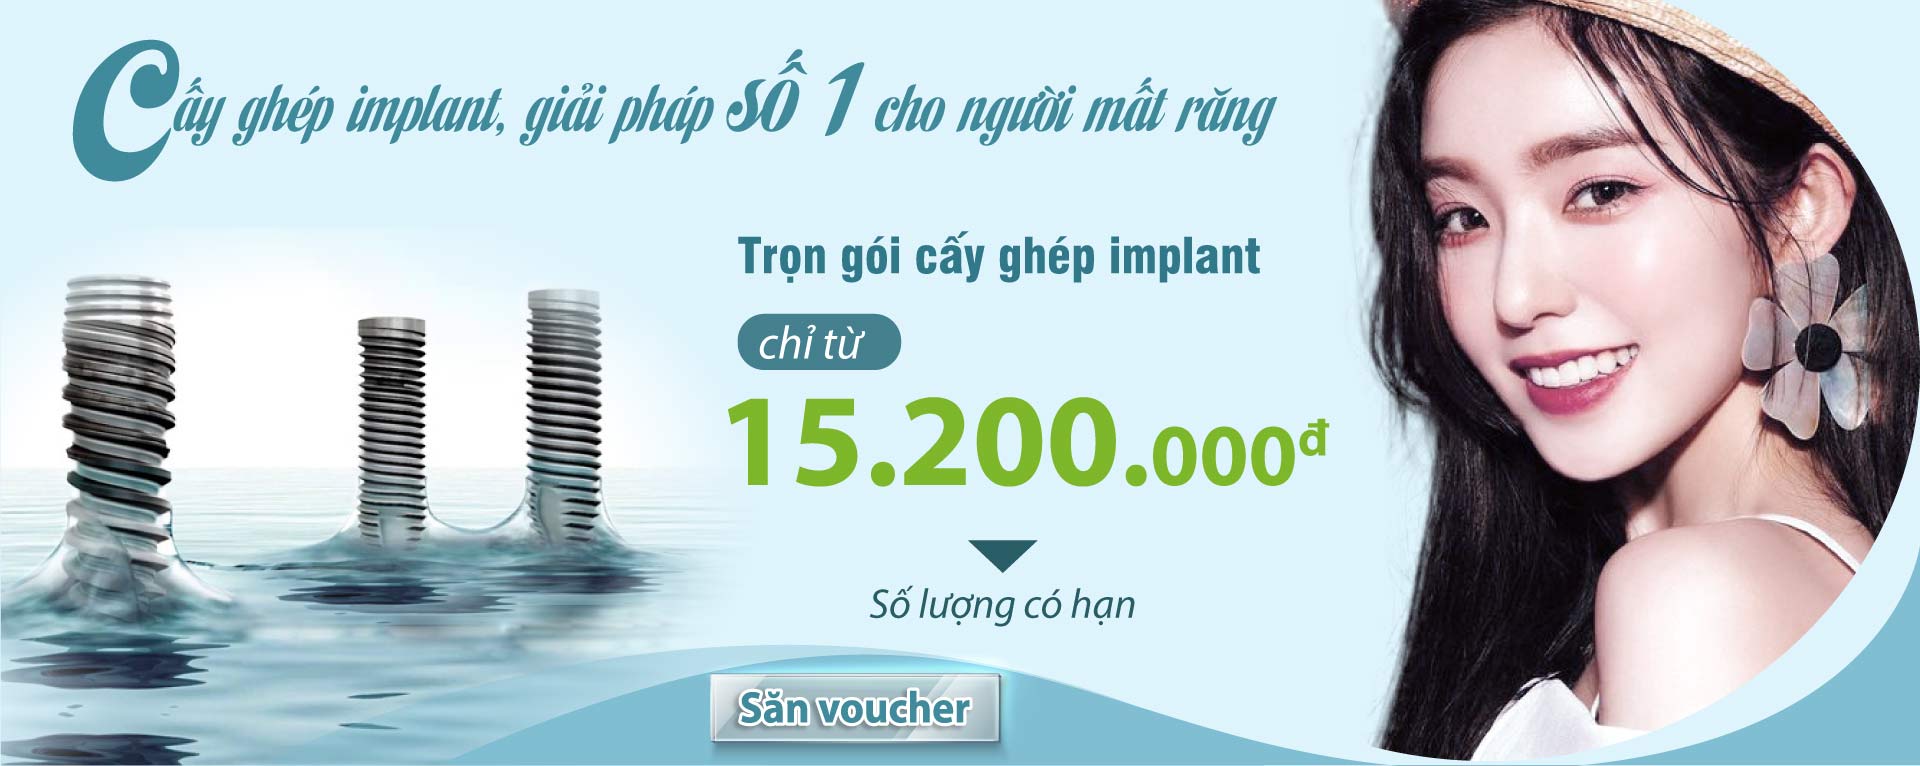 Cấy ghép implant, giải pháp số 1 cho người mất răng
Trọn gói cấy ghép implant
chỉ từ
15.200.000đ
Số lượng có hạn
Săn voucher